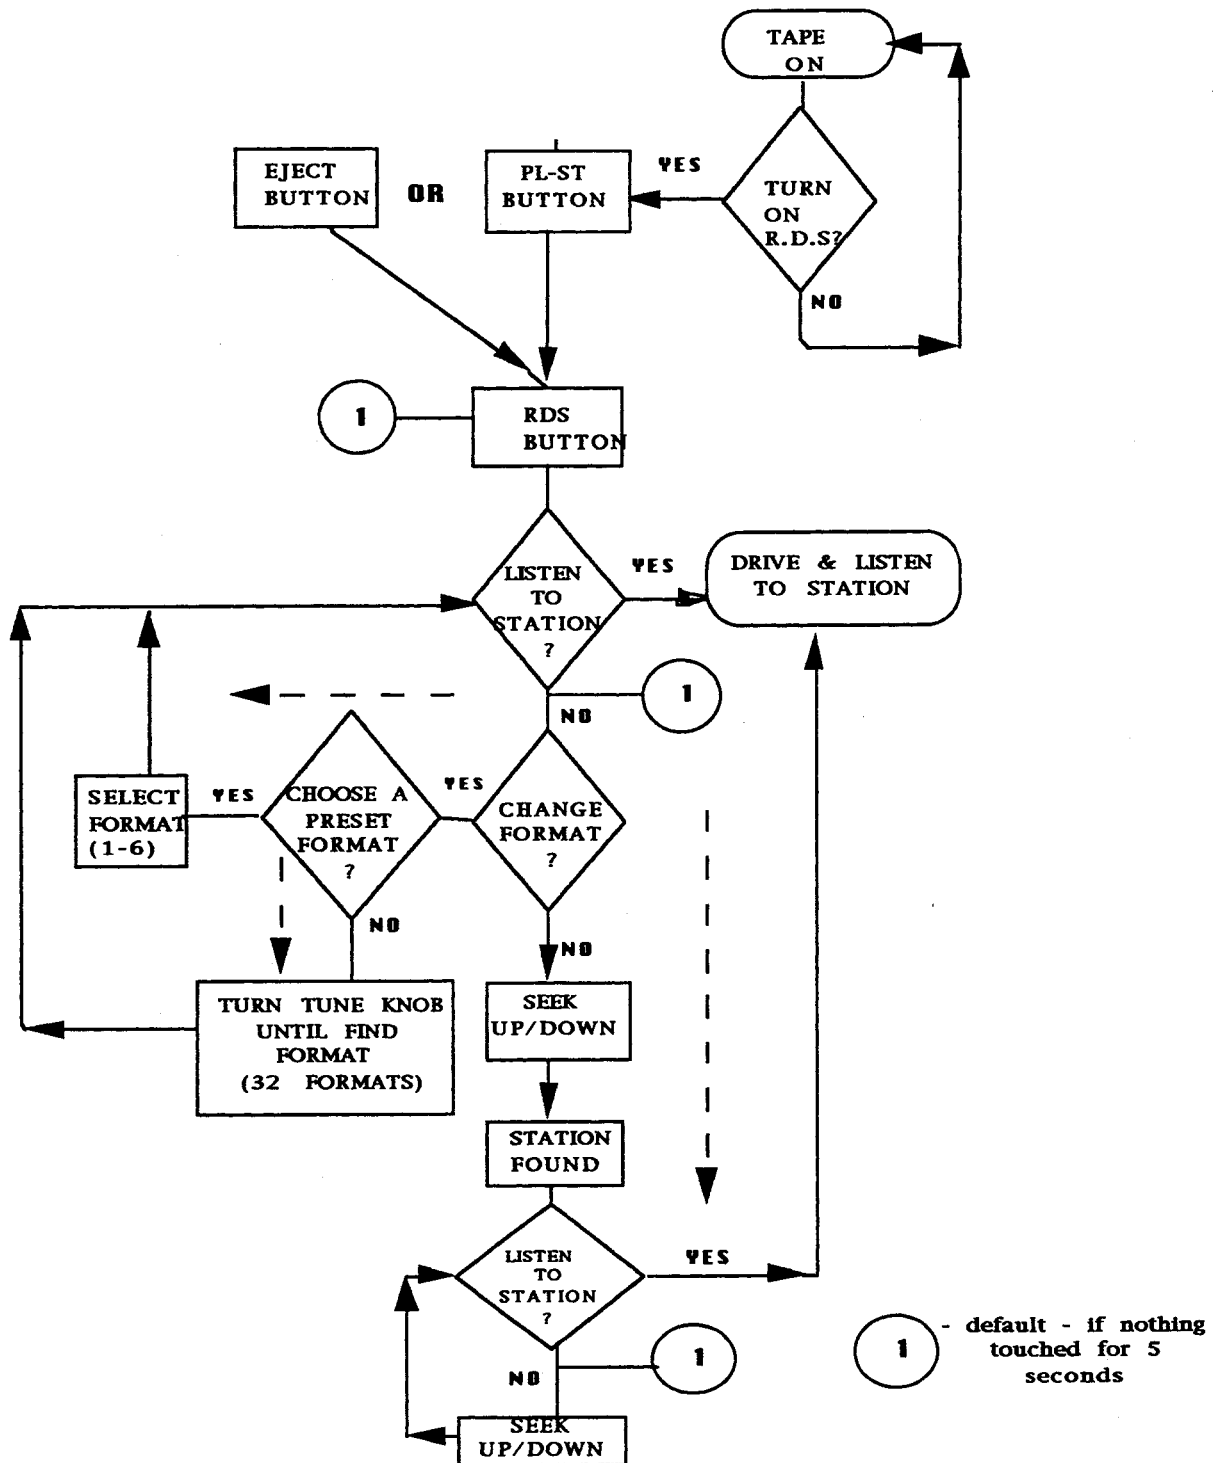 TAPE
ON
EJECT
BUTTON
OR
PL-ST
BUTTON
YES
TURN
ON
R.D.S?
NO
1
RDS
BUTTON
LISTEN
TO
STATION
?
YES
DRIVE & LISTEN
TO STATION
1
NO
SELECT
FORMAT
(1-6)
YES
CHOOSE A
PRESET
FORMAT
?
YES
CHANGE
FORMAT
?
NO
NO
TURN TUNE KNOB
UNTIL FIND
FORMAT
(32 FORMATS)
SEEK
UP/DOWN
STATION
FOUND
LISTEN
TO
STATION
?
YES
NO
1
SEEK
UP/DOWN
1
- default - if nothing
touched for 5
seconds